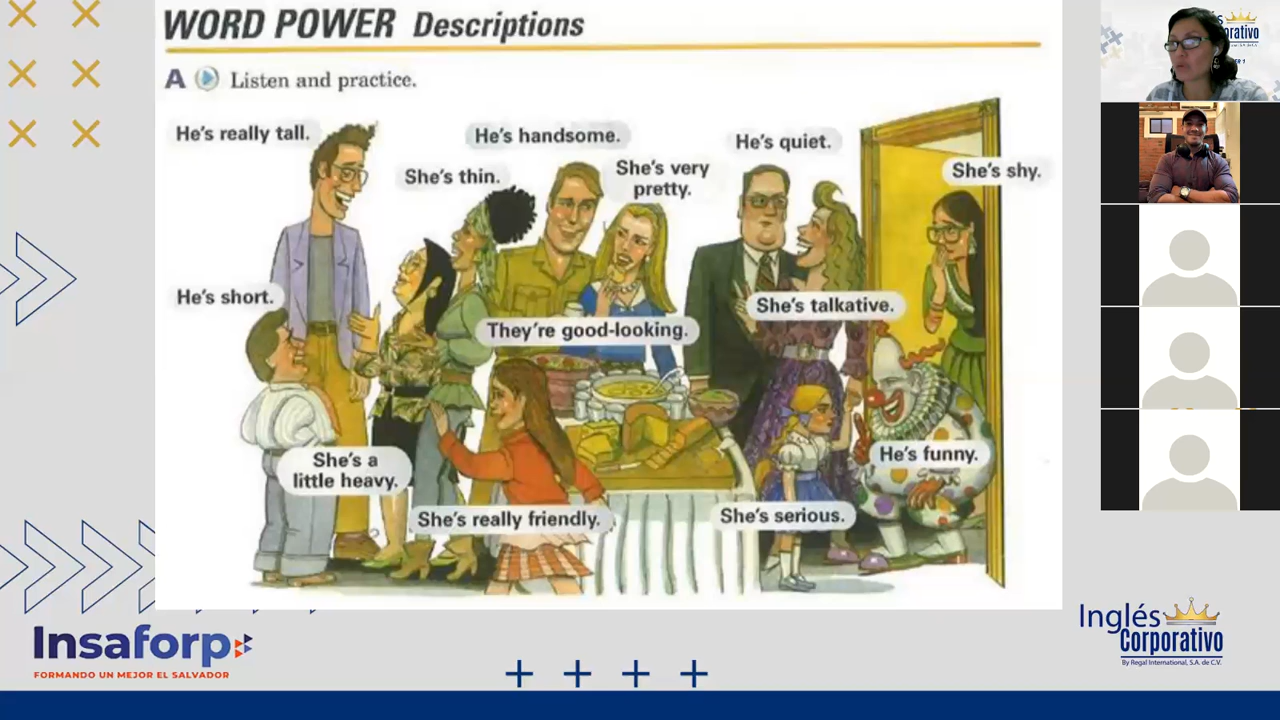 WORD POWER Descriptions
A Listen and practice.
He's really tall.
He's handsome.
He's quiet.
She's thin.
She's very
pretty.
She's shy.
He's short.
They're good-looking.
She's talkative.
She's a
little heavy.
He's funny.
She's really friendly.
She's serious.
Insaforp
FORMANDO UN MEJOR EL SALVADOR
Inglés
Corporativo
By Regal International, S.A. de C.V.